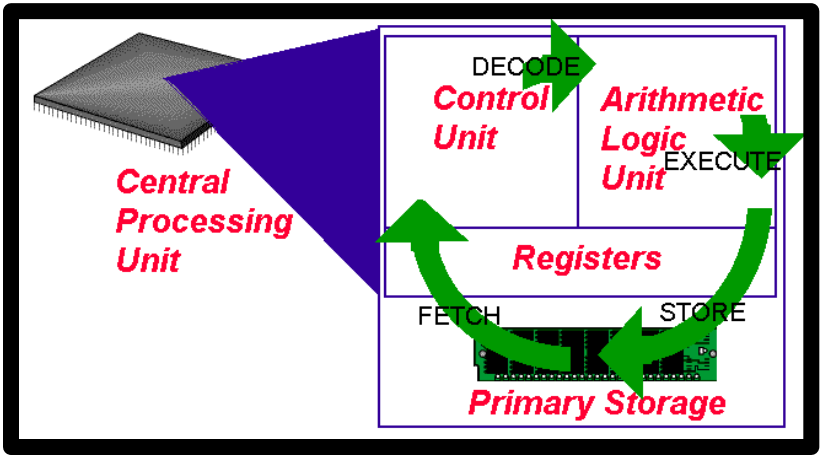 DECODE
Control
Unit
Arithmetic
Logic
Unit
EXECUTE
Central
Processing
Unit
Registers
FETCH
STORE
Primary Storage